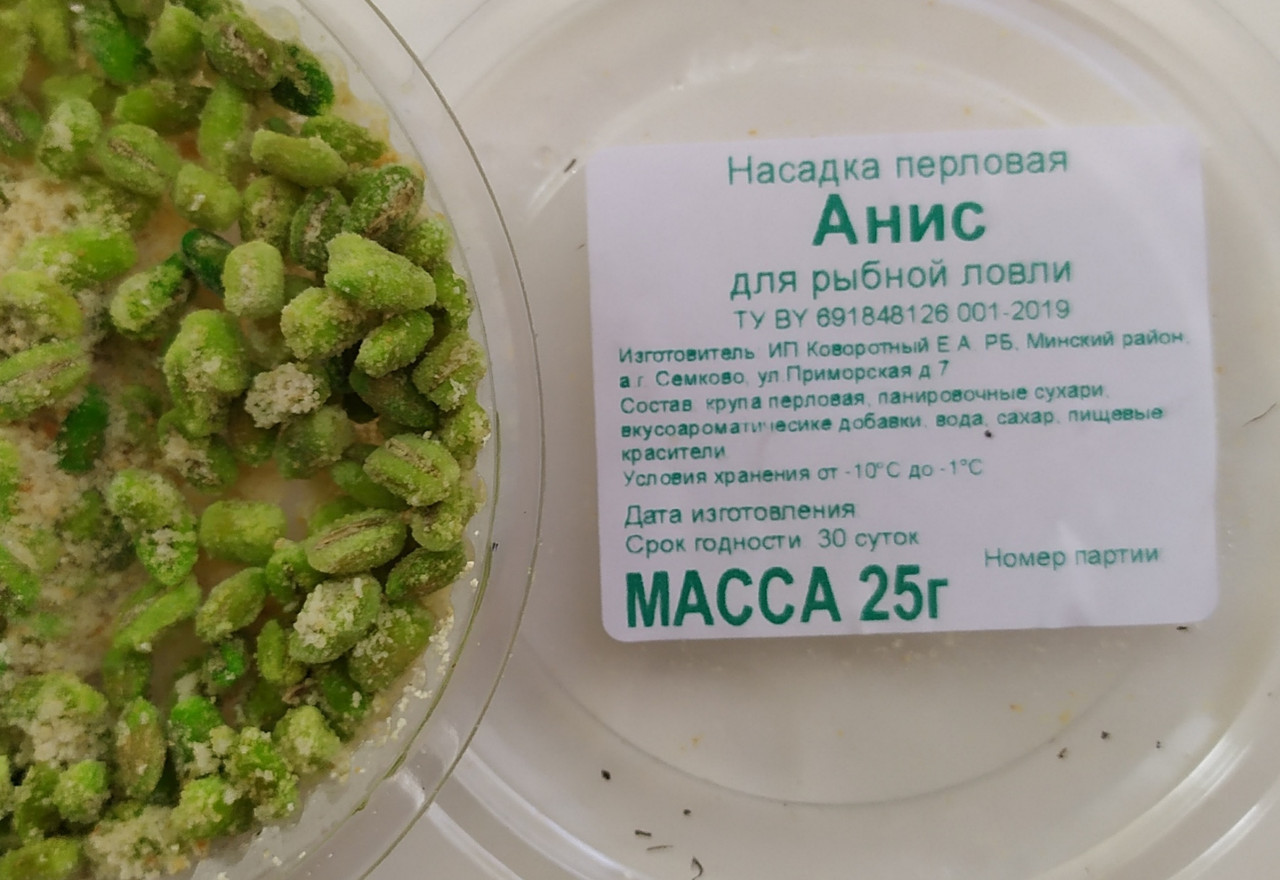 Насадка перловая
Анис
для рыбной ловли
ТУ BY 691848126 001-2019
Изготовитель ИП Коворотный Е А РБ, Минский район,
а г. Семково, ул Приморская д 7
Состав крупа перловая, панировочные сухари,
вкусоароматичесике добавки, вода, сахар, пищевые
красители
Условия хранения от -10°С до -1°С
Дата изготовления
Срок годности 30 суток
Номер партии
МАССА 25г